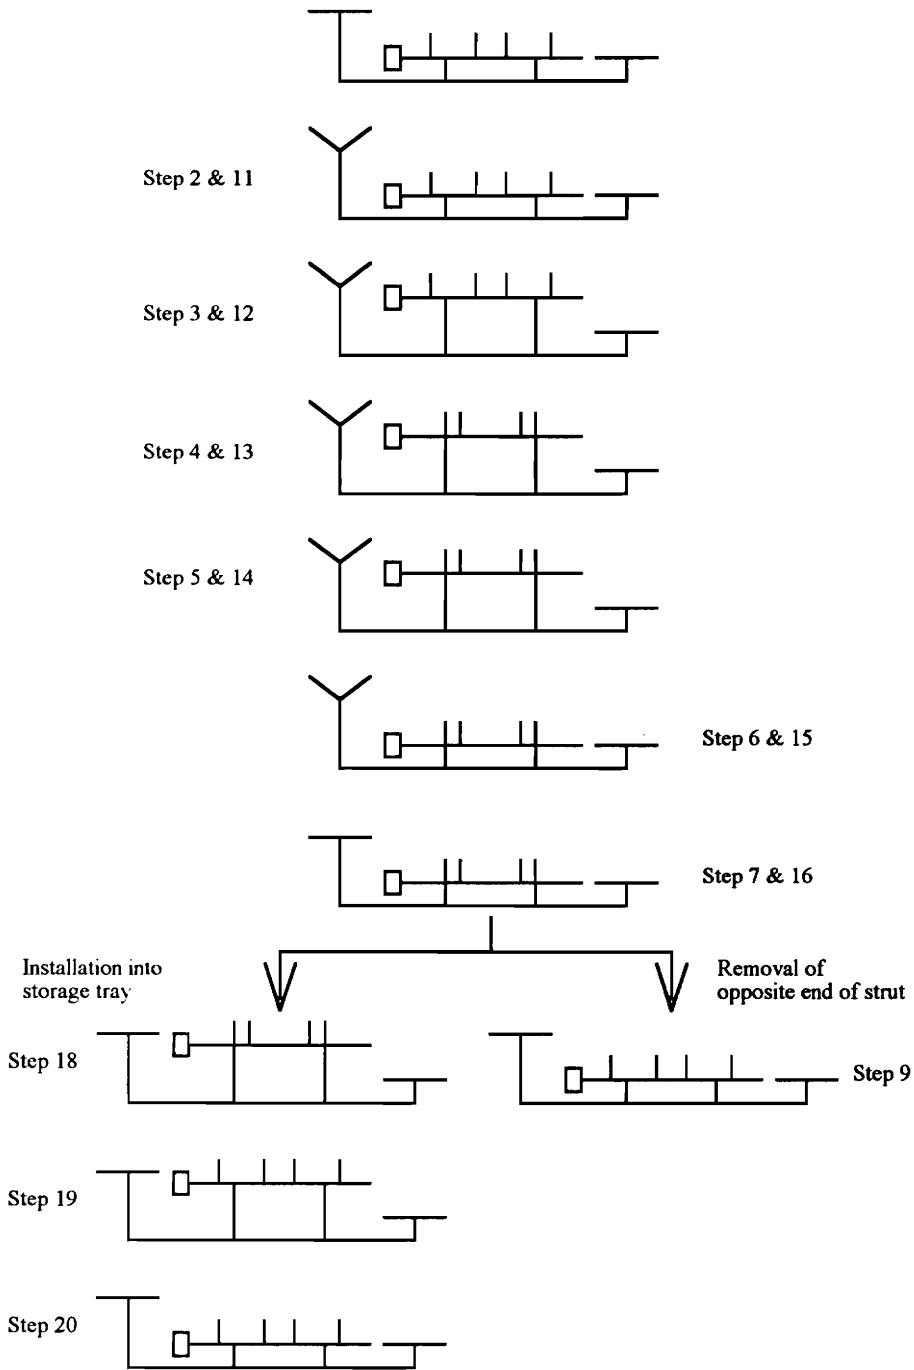 Step 2 & 11
Step 3 & 12
Step 4 & 13
Step 5 & 14
Step 6 & 15
Step 7 & 16
Installation into
storage tray
Removal of
opposite end of strut
Step 18
Step 9
Step 19
Step 20